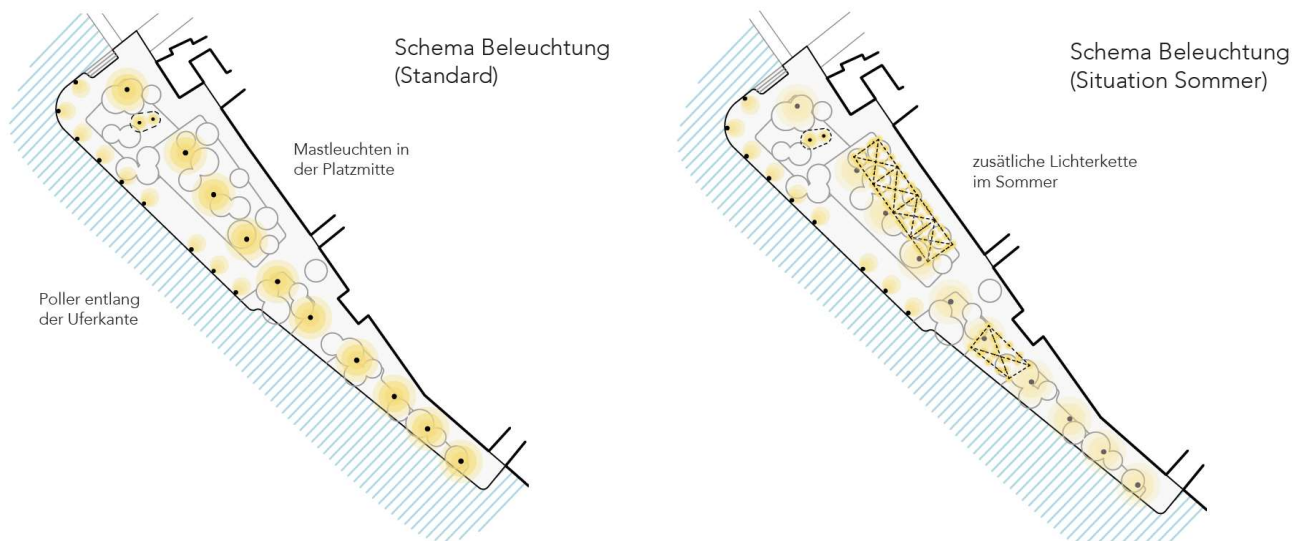 Schema Beleuchtung
(Standard)
Mastleuchten in
der Platzmitte
Poller entlang
der Uferkante
Schema Beleuchtung
(Situation Sommer)
zusätliche Lichterkette
im Sommer